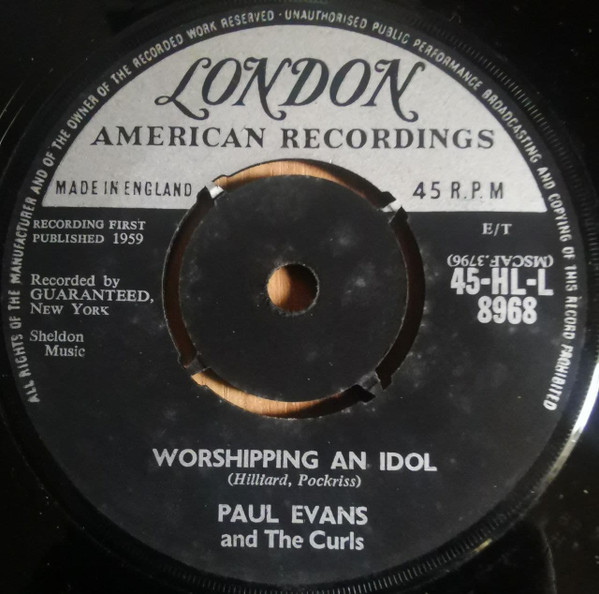 ALL RIGHTS OF THE MANUFACTURER AND OF THE OWNER OF THE RECORDED WORK RESERVED · UNAUTHORISED PUBLIC PERFORMANCE BROADCASTING AND COPYING OF THIS RECORD PROHIBITED
LONDON
AMERICAN RECORDINGS
MADE IN ENGLAND
45 R.P.M
RECORDING FIRST
PUBLISHED 1959
E/T
(MSCAF.3796)
45-HL-L
8968
Recorded by
GUARANTEED,
NEW YORK
Sheldon
Music
WORSHIPPING AN IDOL
(Hilliard, Pockriss)
PAUL EVANS
and The Curls